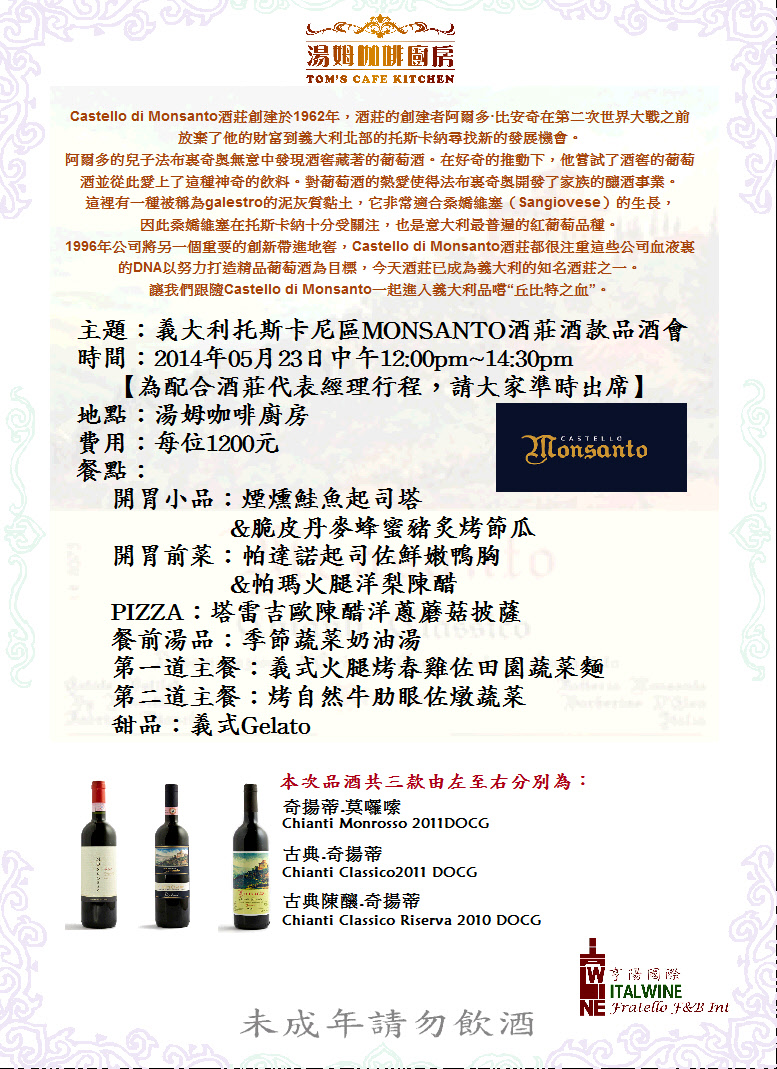 湯姆咖啡廚房
TOM'S CAFE KITCHEN
Castello di Monsanto酒莊創建於1962年，酒莊的創建者阿爾多·比安奇在第二次世界大戰之前
放棄了他的財富到義大利北部的托斯卡納尋找新的發展機會。
阿爾多的兒子法布裏奇奧無意中發現酒窖藏著的葡萄酒。在好奇的推動下，他嘗試了酒窖的葡萄
酒並從此愛上了這種神奇的飲料。對葡萄酒的熱愛使得法布裏奇奧開發了家族的釀酒事業。
這裡有一種被稱為galestro的泥灰質黏土，它非常適合桑嬌維塞（Sangiovese）的生長，
因此桑嬌維塞在托斯卡納十分受關注，也是意大利最普遍的紅葡萄品種。
1996年公司將另一個重要的創新帶進地窖，Castello di Monsanto酒莊都很注重這些公司血液裏
的DNA以努力打造精品葡萄酒為目標，今天酒莊已成為義大利的知名酒莊之一。
讓我們跟隨Castello di Monsanto一起進入義大利品嚐“丘比特之血”。
主題：義大利托斯卡尼區MONSANTO酒莊酒款品酒會
時間：2014年05月23日中午12:00pm~14:30pm
【為配合酒莊代表經理行程，請大家準時出席】
地點：湯姆咖啡廚房
費用：每位1200元
CASTELLO
Monsanto
餐點：
開胃小品：煙燻鮭魚起司塔
&脆皮丹麥蜂蜜豬炙烤節瓜
開胃前菜：帕達諾起司佐鮮嫩鴨胸
&帕瑪火腿洋梨陳醋
PIZZA：塔雷吉歐陳醋洋蔥蘑菇披薩
餐前湯品：季節蔬菜奶油湯
第一道主餐：義式火腿烤春雞佐田園蔬菜麵
第二道主餐：烤自然牛肋眼佐燉蔬菜
甜品：義式Gelato
本次品酒共三款由左至右分別為：
奇揚蒂-莫囉嗦
Chianti Monrosso 2011DOCG
古典-奇揚蒂
Chianti Classico2011 DOCG
古典陳釀-奇揚蒂
Chianti Classico Riserva 2010 DOCG
亨陽國際
WINE
ITALWINE
Fratello F&B Int
未成年請勿飲酒